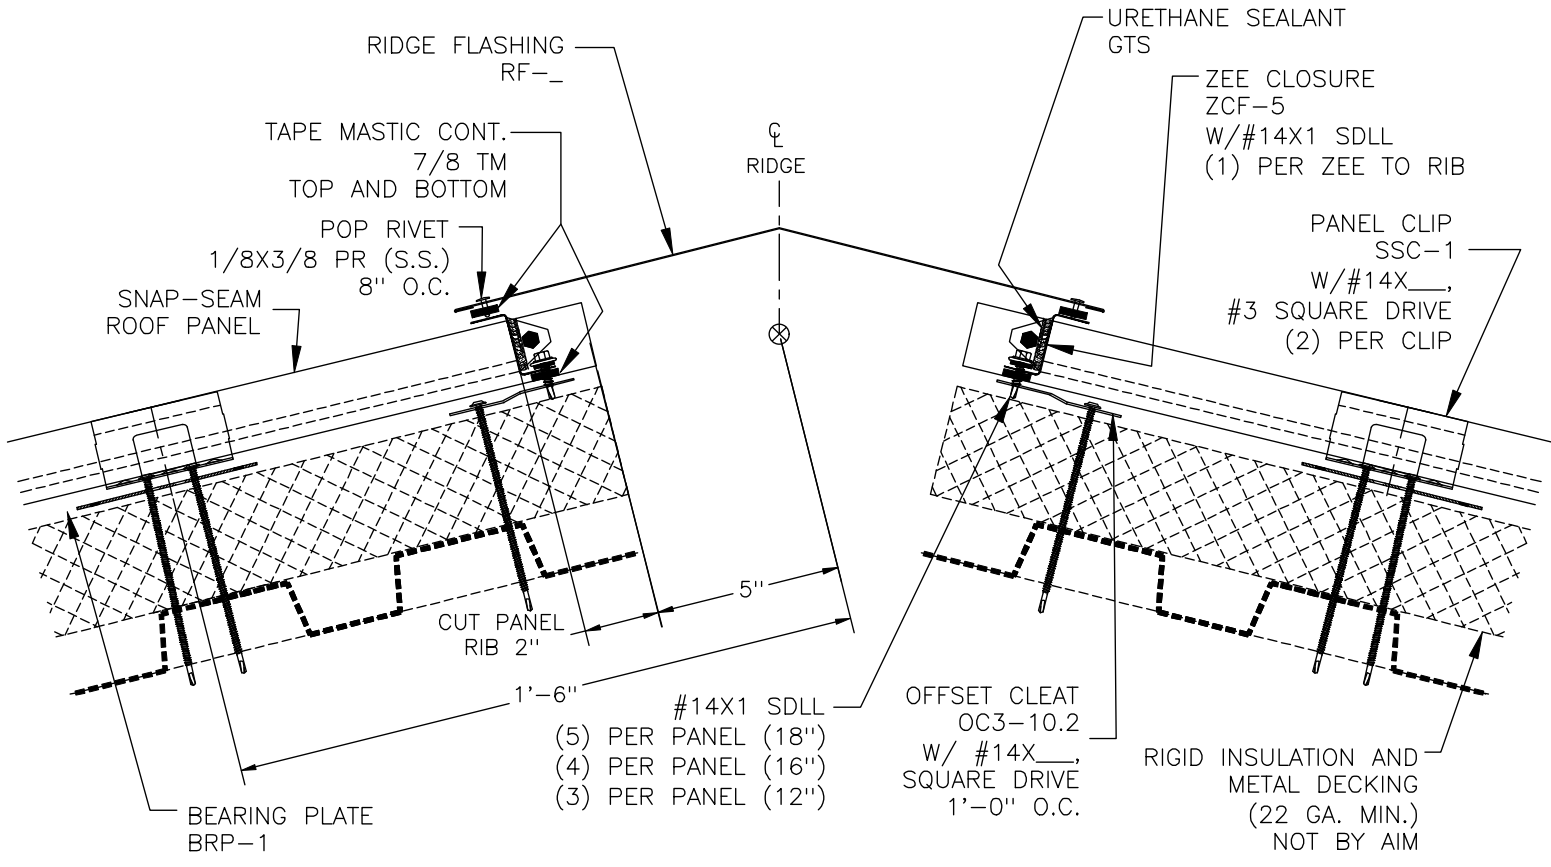 URETHANE SEALANT
GTS
RIDGE FLASHING
RF-_
ZEE CLOSURE
ZCF-5
W/#14X1 SDLL
(1) PER ZEE TO RIB
TAPE MASTIC CONT.
7/8 TM
TOP AND BOTTOM
℄
RIDGE
POP RIVET
1/8X3/8 PR (S.S.)
8" O.C.
PANEL CLIP
SSC-1
W/#14X___,
#3 SQUARE DRIVE
(2) PER CLIP
SNAP-SEAM
ROOF PANEL
5"
CUT PANEL
RIB 2"
1'-6"
#14X1 SDLL
(5) PER PANEL (18")
(4) PER PANEL (16")
(3) PER PANEL (12")
OFFSET CLEAT
OC3-10.2
W/ #14X___,
SQUARE DRIVE
1'-0" O.C.
RIGID INSULATION AND
METAL DECKING
(22 GA. MIN.)
NOT BY AIM
BEARING PLATE
BRP-1